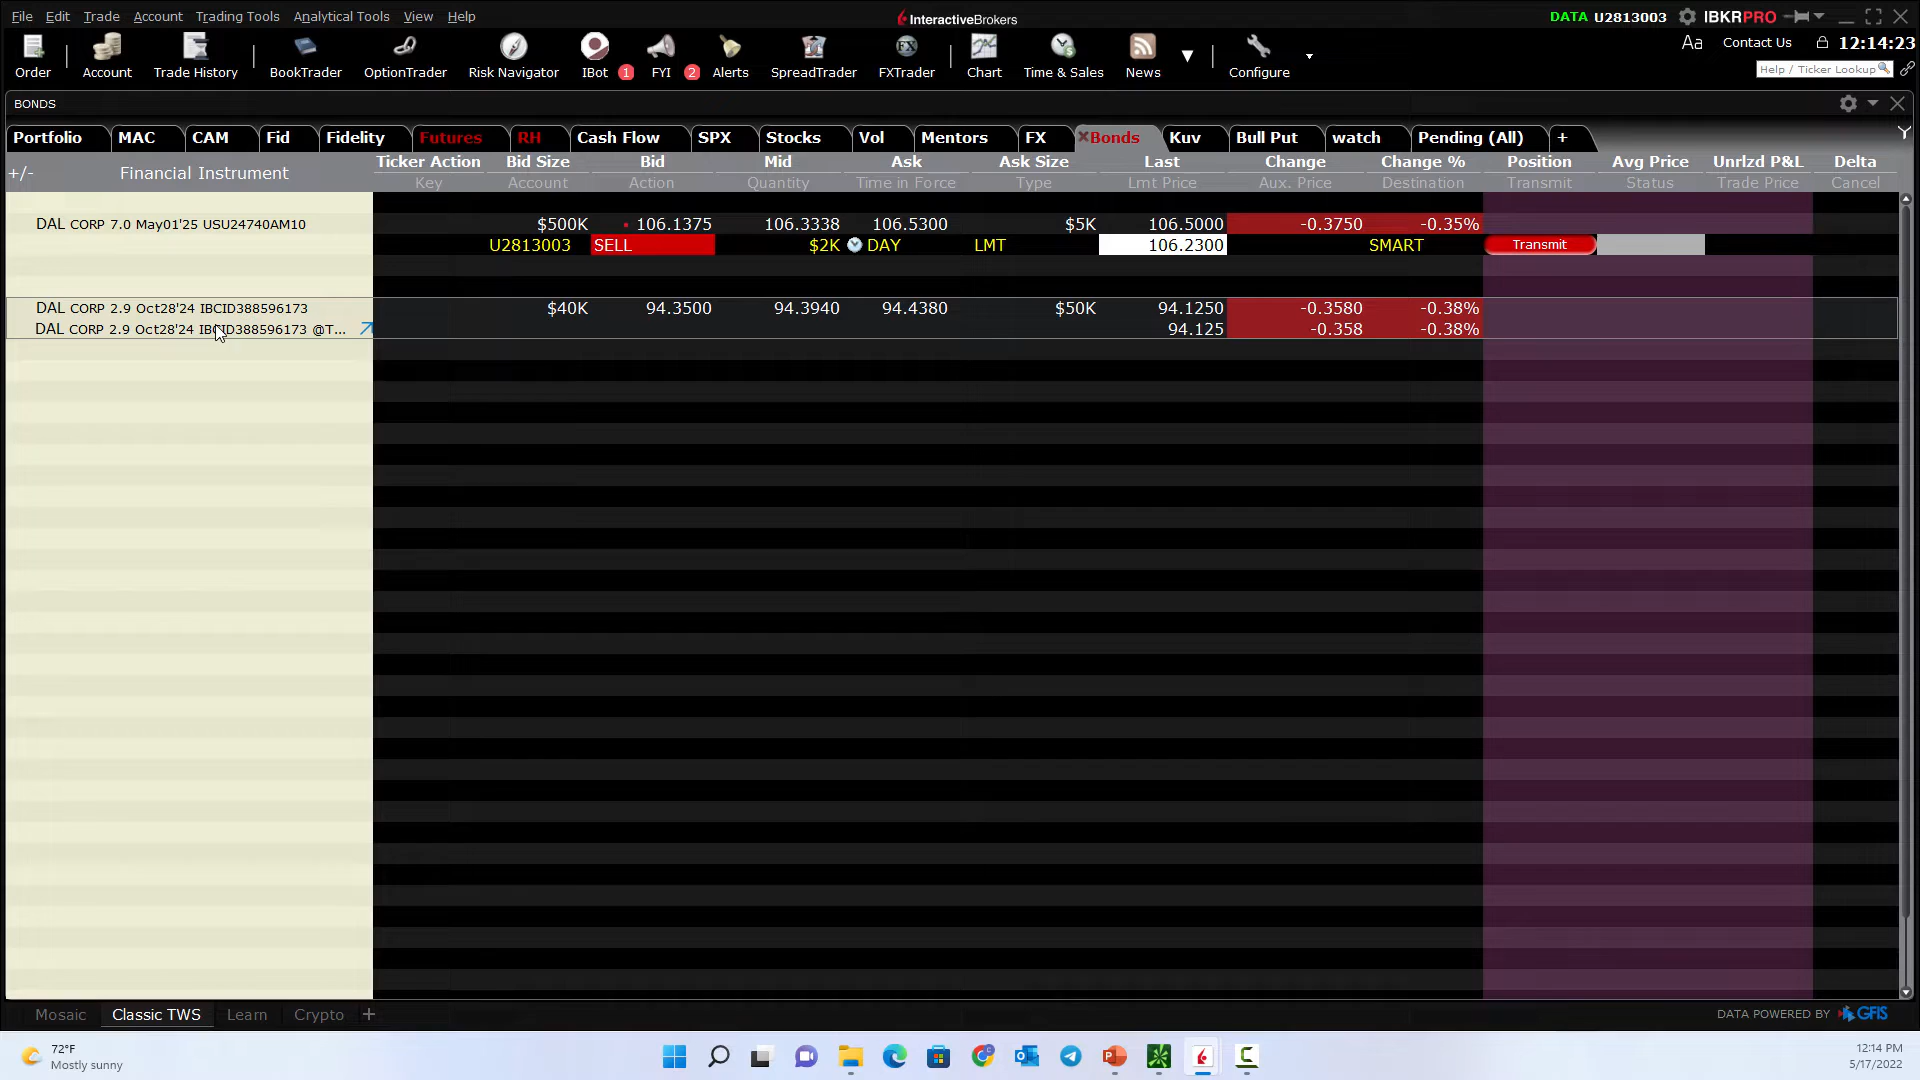 File Edit Trade Account Trading Tools Analytical Tools View Help
InteractiveBrokers
DATA U2813003 IBKRPRO
Aa Contact Us 12:14:23
Order Account Trade History BookTrader OptionTrader Risk Navigator IBot 1 FYI 2 Alerts SpreadTrader FX FXTrader Chart Time & Sales News Configure
Help / Ticker Lookup
BONDS
Portfolio MAC CAM Fid Fidelity Futures RH Cash Flow SPX Stocks Vol Mentors FX Bonds Kuv Bull Put watch Pending (All) +
+/- Financial Instrument
Ticker Action Bid Size Bid Mid Ask Ask Size Last Change Change % Position Avg Price Unrlzd P&L Delta
Key Account Action Quantity Time in Force Type Lmt Price Aux. Price Destination Transmit Status Trade Price Cancel
DAL CORP 7.0 May01'25 USU24740AM10 $500K 106.1375 106.3338 106.5300 $5K 106.5000 -0.3750 -0.35%
U2813003 SELL $2K DAY LMT 106.2300 SMART Transmit
DAL CORP 2.9 Oct28'24 IBCID388596173 $40K 94.3500 94.3940 94.4380 $50K 94.1250 -0.3580 -0.38%
DAL CORP 2.9 Oct28'24 IBCID388596173 @T... 94.125 -0.358 -0.38%
Mosaic Classic TWS Learn Crypto +
DATA POWERED BY GFIS
72°F
Mostly sunny
12:14 PM
5/17/2022